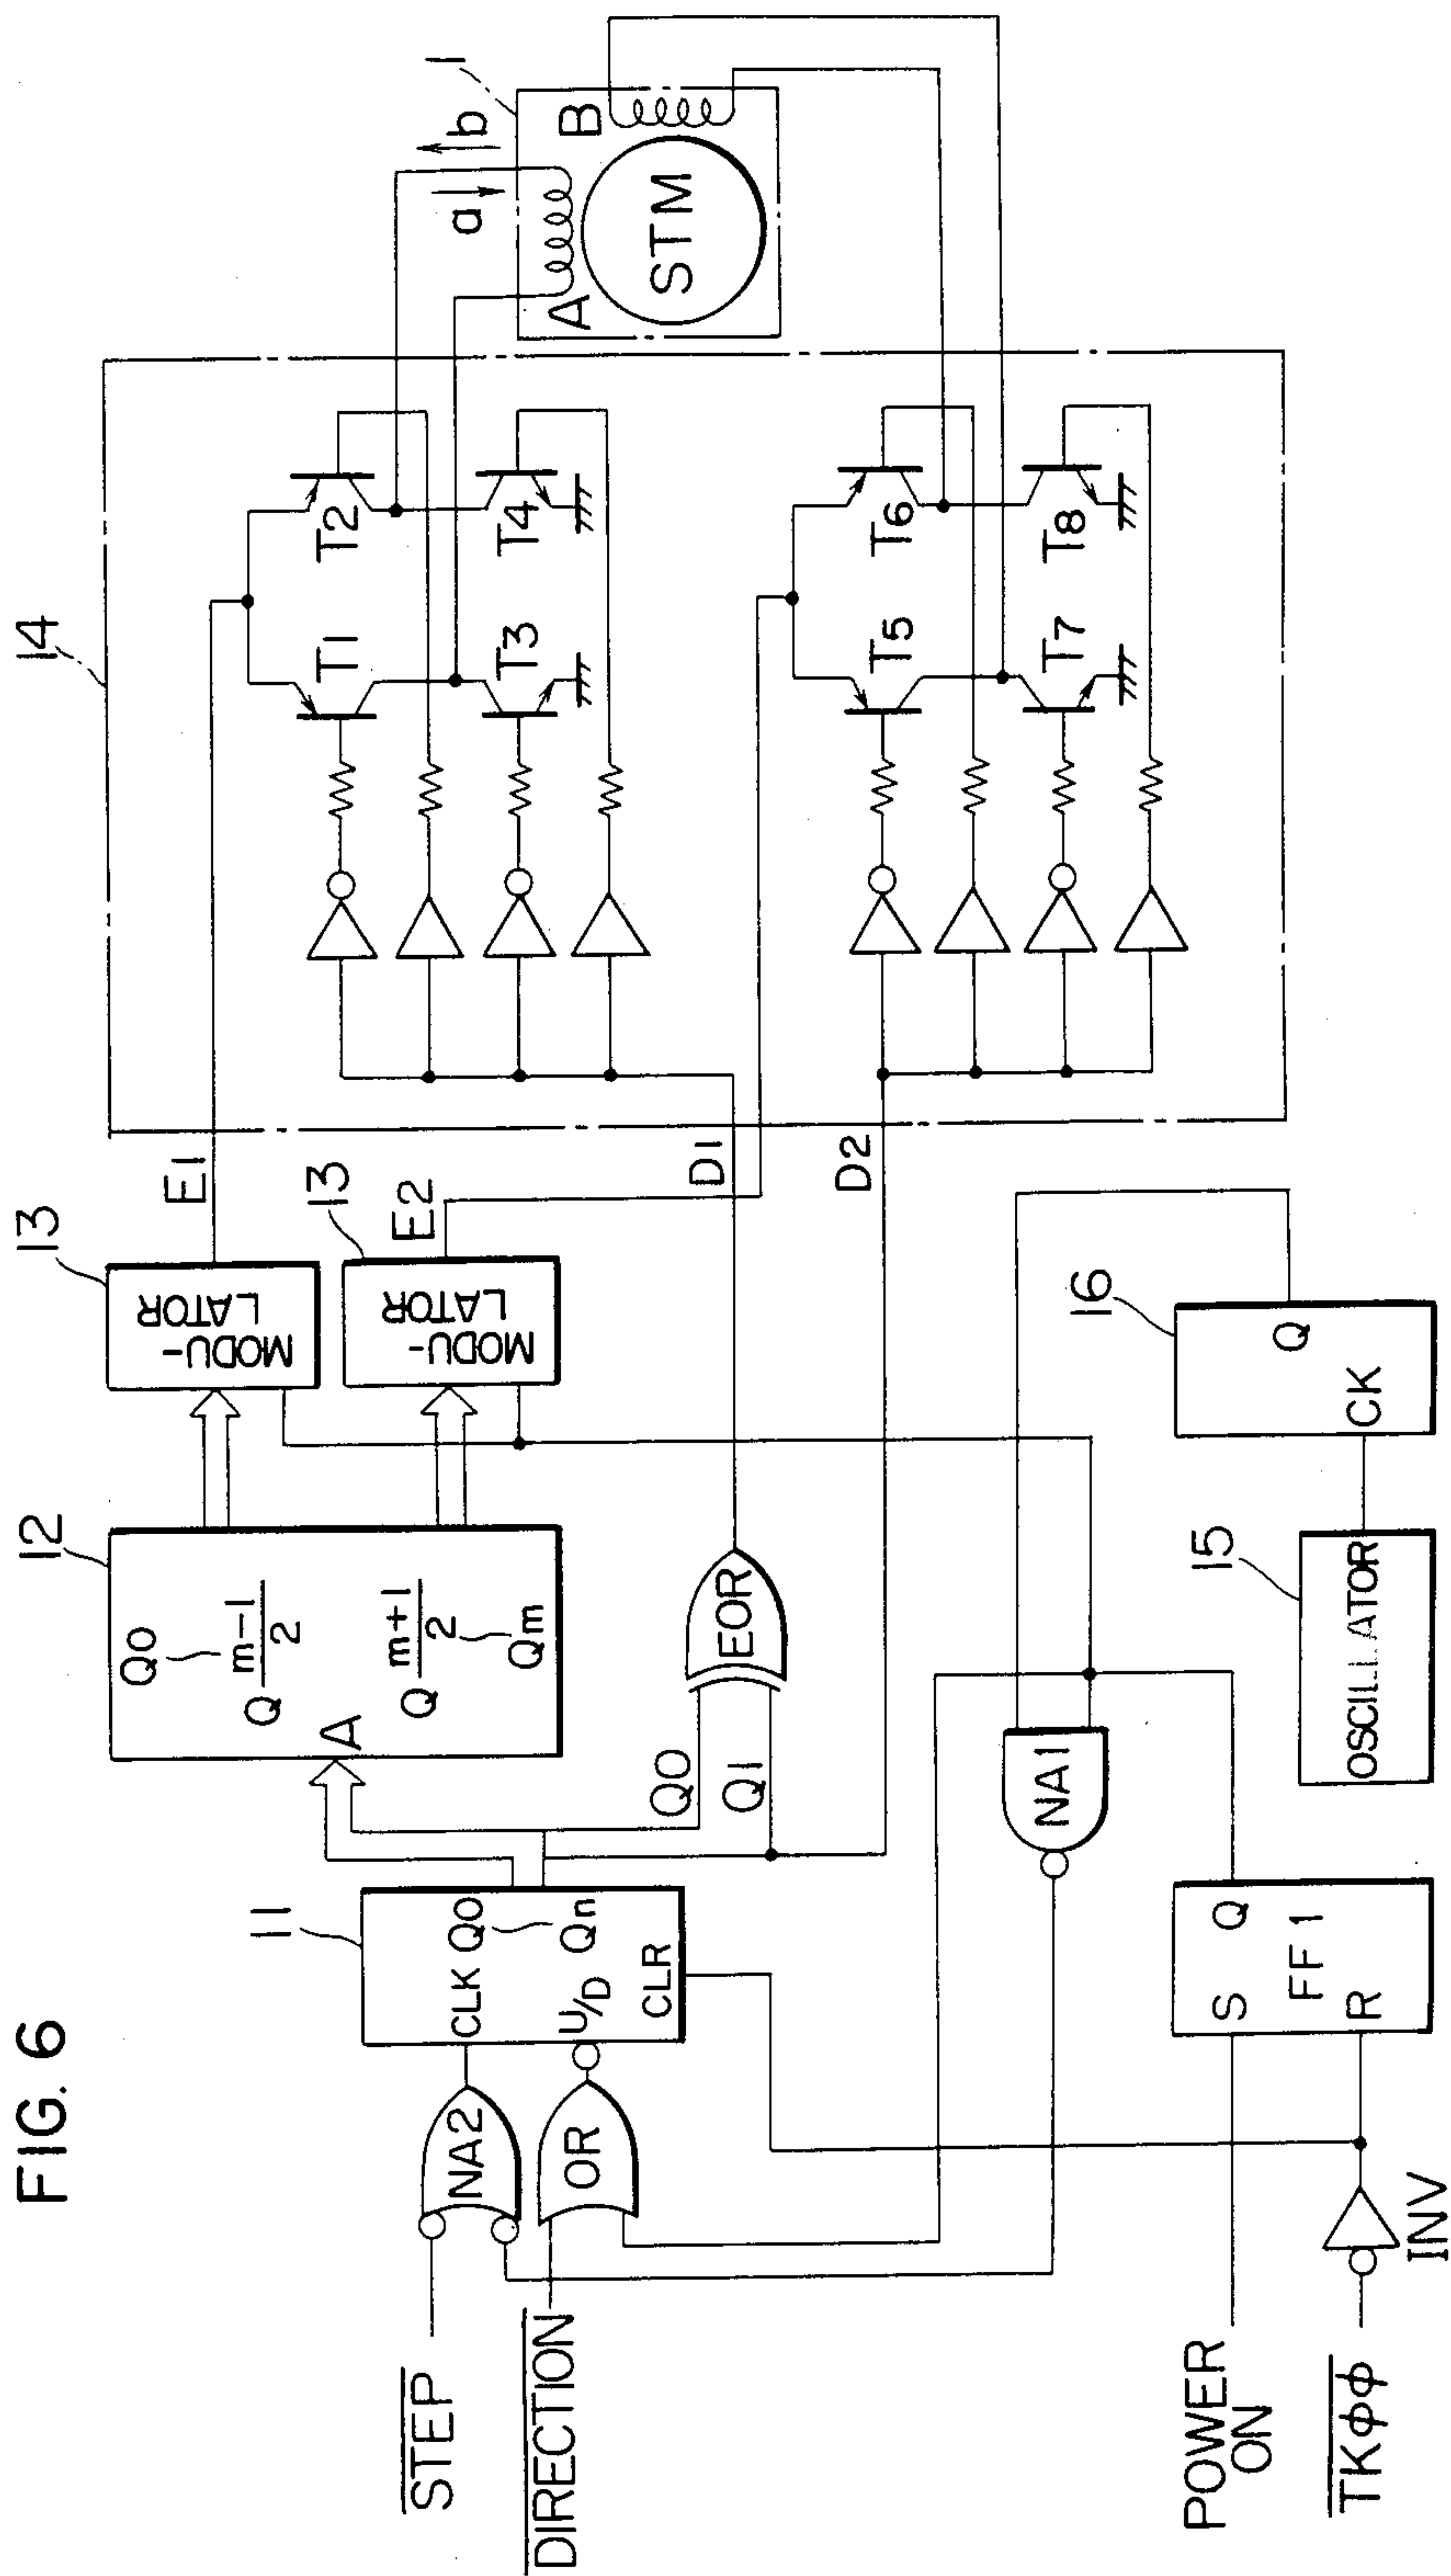 FIG. 6
STEP
DIRECTION
POWER
ON
TKφφ
INV
NA2
OR
11
CLK
Q0
Qn
U/D
CLR
S
Q
FF1
R
12
A
Q0
Q m-1/2
Q m+1/2
Qm
Q0
Q1
EOR
NA1
15
OSCILLATOR
16
Q
CK
13
MODU-
LATOR
13
MODU-
LATOR
E1
E2
D1
D2
14
T1
T2
T3
T4
T5
T6
T7
T8
1
a
b
A
B
STM